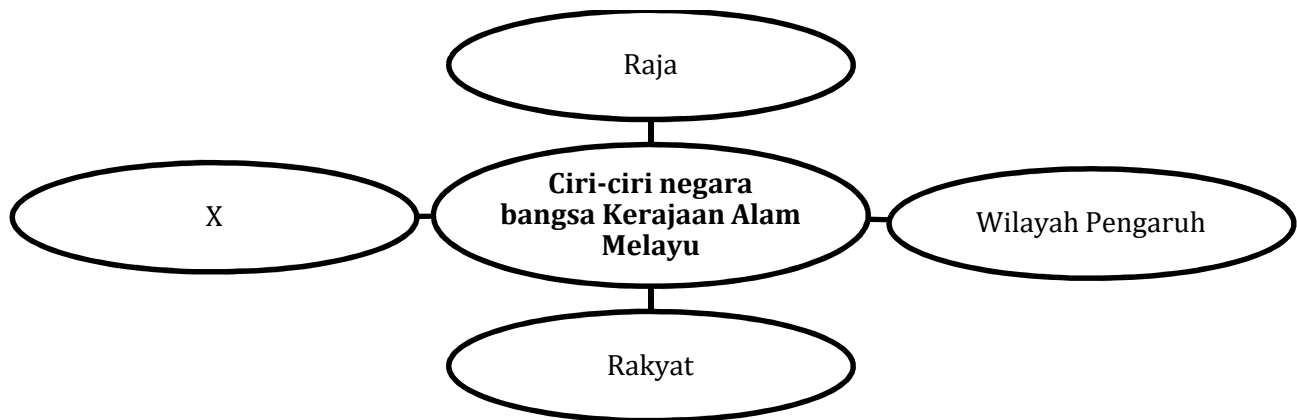 Raja
X
Ciri-ciri negara
bangsa Kerajaan Alam
Melayu
Wilayah Pengaruh
Rakyat